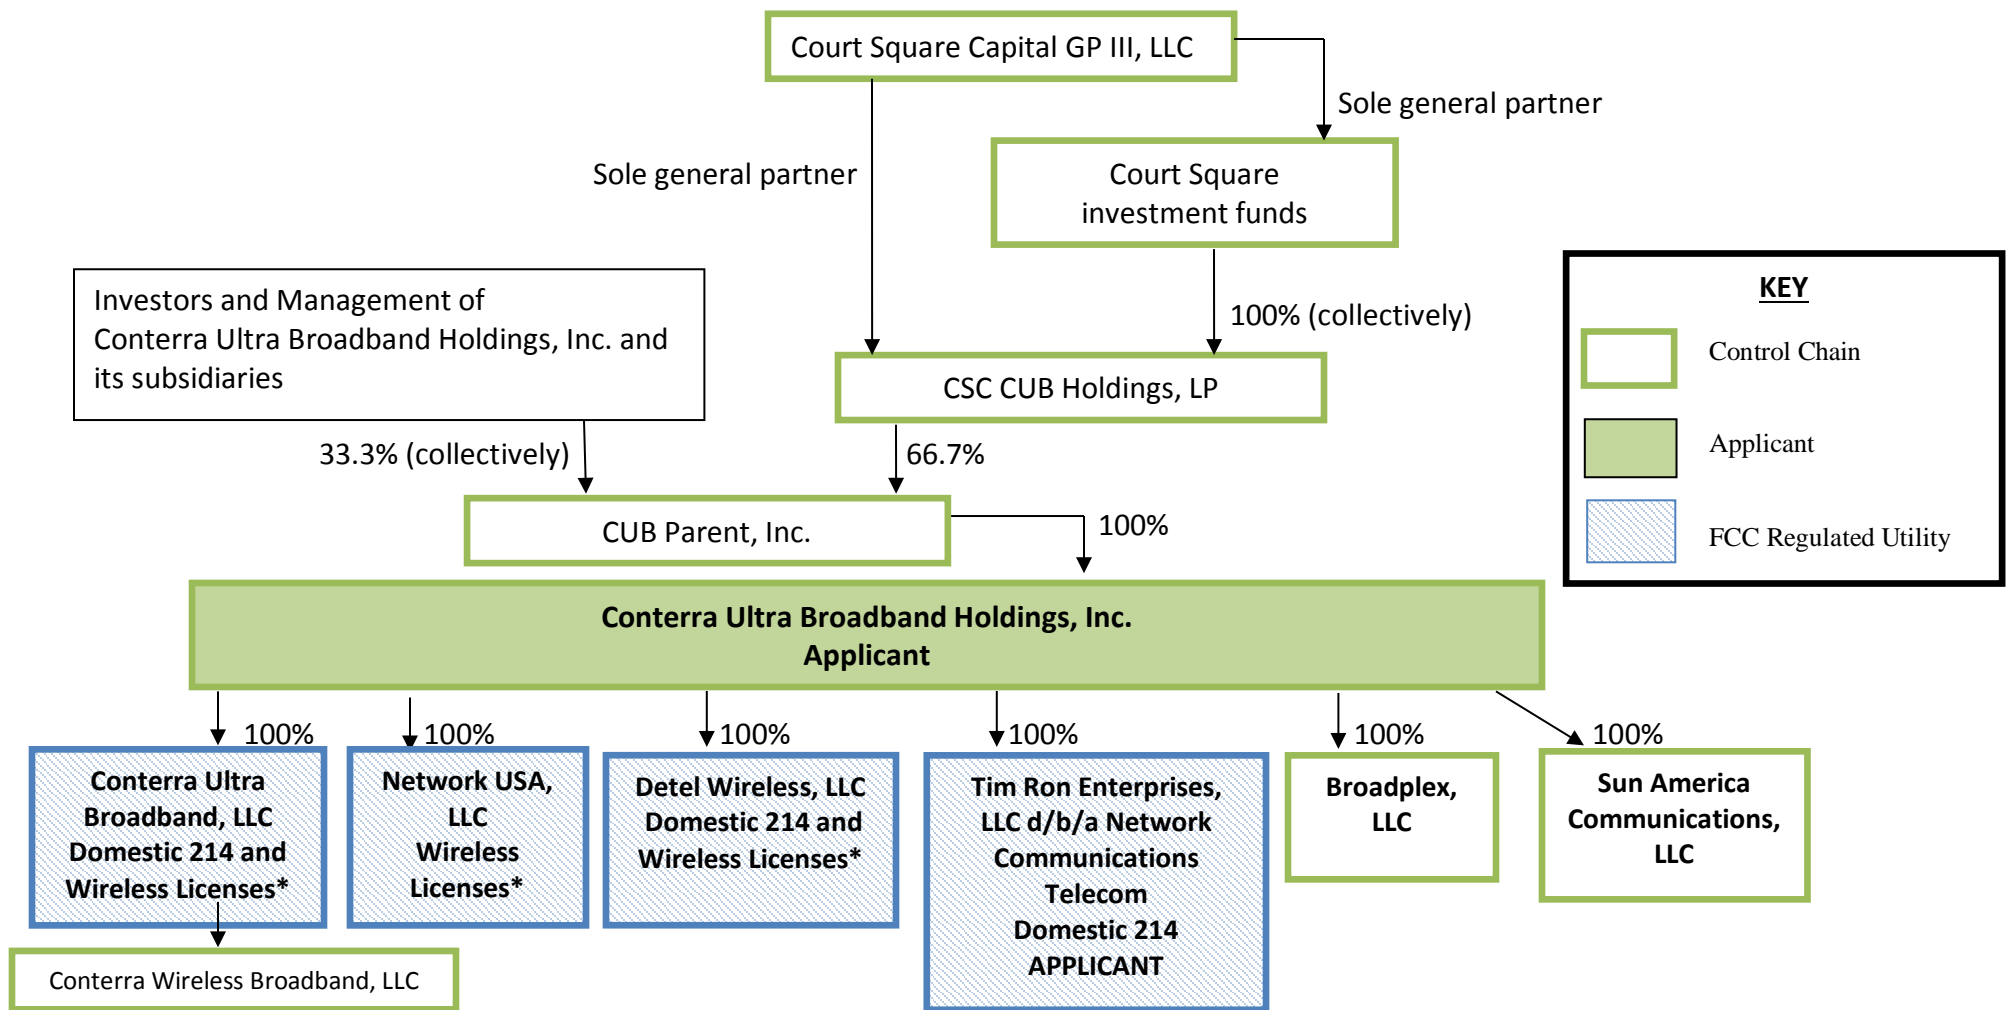 Court Square Capital GP III, LLC
Sole general partner
Sole general partner
Court Square
investment funds
Investors and Management of
Conterra Ultra Broadband Holdings, Inc. and
its subsidiaries
100% (collectively)
CSC CUB Holdings, LP
33.3% (collectively)
66.7%
CUB Parent, Inc.
100%
KEY
Control Chain
Applicant
FCC Regulated Utility
Conterra Ultra Broadband Holdings, Inc.
Applicant
100%
100%
100%
100%
100%
100%
Conterra Ultra
Broadband, LLC
Domestic 214 and
Wireless Licenses*
Network USA,
LLC
Wireless
Licenses*
Detel Wireless, LLC
Domestic 214 and
Wireless Licenses*
Tim Ron Enterprises,
LLC d/b/a Network
Communications
Telecom
Domestic 214
APPLICANT
Broadplex,
LLC
Sun America
Communications,
LLC
Conterra Wireless Broadband, LLC